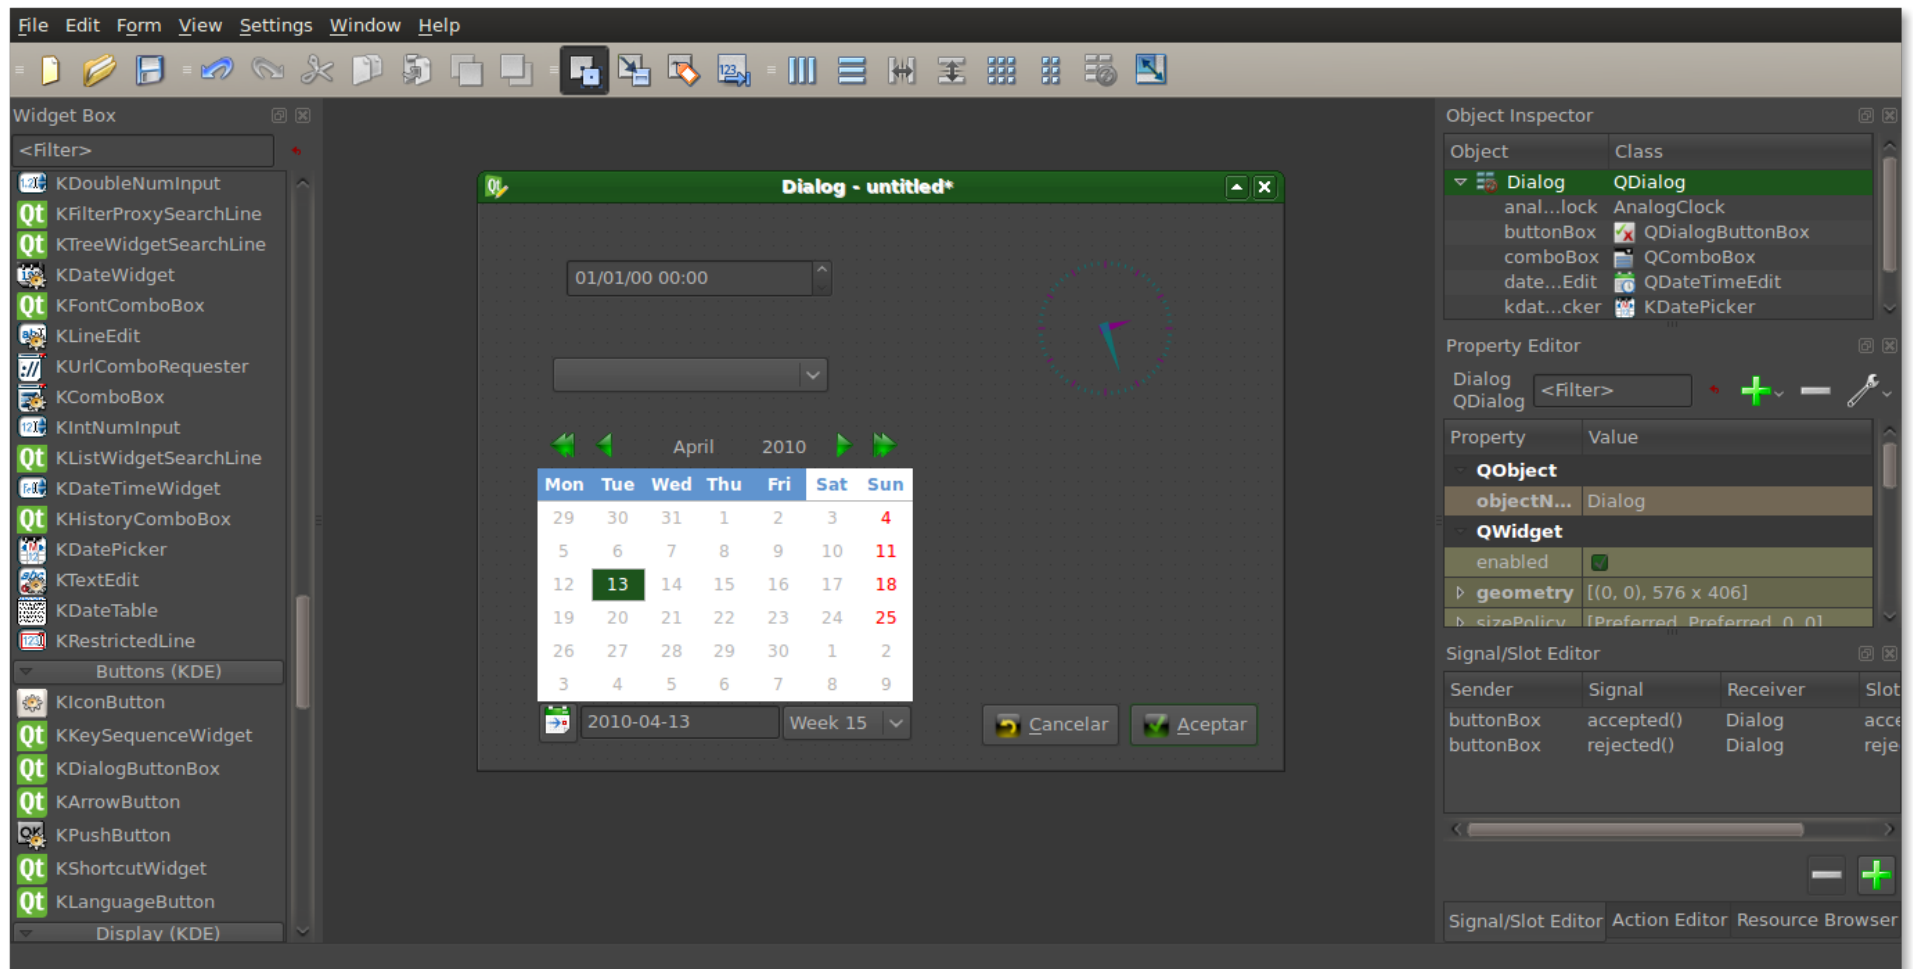 File Edit Form View Settings Window Help
Widget Box
<Filter>
KDoubleNumInput
KFilterProxySearchLine
KTreeWidgetSearchLine
KDateWidget
KFontComboBox
KLineEdit
KUrlComboRequester
KComboBox
KIntNumInput
KListWidgetSearchLine
KDateTimeWidget
KHistoryComboBox
KDatePicker
KTextEdit
KDateTable
KRestrictedLine
Buttons (KDE)
KIconButton
KKeySequenceWidget
KDialogButtonBox
KArrowButton
KPushButton
KShortcutWidget
KLanguageButton
Display (KDE)
Dialog - untitled*
01/01/00 00:00
April 2010
Mon Tue Wed Thu Fri Sat Sun
29 30 31 1 2 3 4
5 6 7 8 9 10 11
12 13 14 15 16 17 18
19 20 21 22 23 24 25
26 27 28 29 30 1 2
3 4 5 6 7 8 9
2010-04-13 Week 15
Cancelar Aceptar
Object Inspector
Object Class
Dialog QDialog
anal...lock AnalogClock
buttonBox QDialogButtonBox
comboBox QComboBox
date...Edit QDateTimeEdit
kdat...cker KDatePicker
Property Editor
Dialog
QDialog
<Filter>
Property Value
QObject
objectN... Dialog
QWidget
enabled
geometry [(0, 0), 576 x 406]
sizePolicy [Preferred, Preferred, 0, 0]
Signal/Slot Editor
Sender Signal Receiver Slot
buttonBox accepted() Dialog acce
buttonBox rejected() Dialog reje
Signal/Slot Editor Action Editor Resource Browser